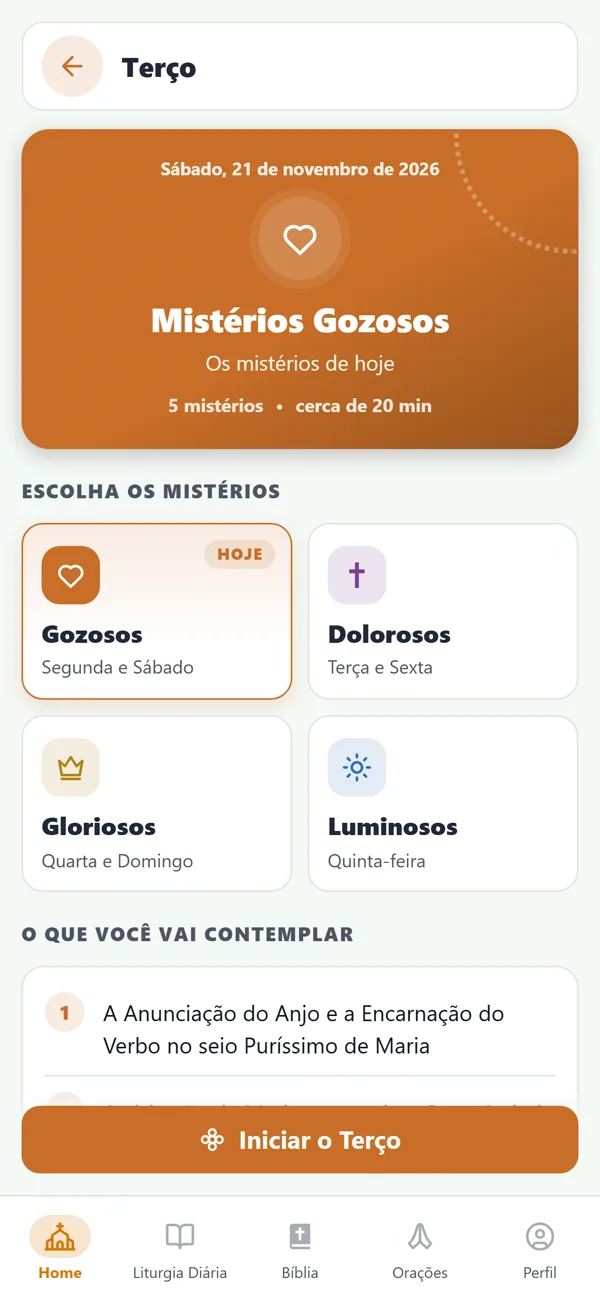 Terço
Sábado, 21 de novembro de 2026
Mistérios Gozosos
Os mistérios de hoje
5 mistérios • cerca de 20 min
ESCOLHA OS MISTÉRIOS
HOJE
Gozosos
Segunda e Sábado
Dolorosos
Terça e Sexta
Gloriosos
Quarta e Domingo
Luminosos
Quinta-feira
O QUE VOCÊ VAI CONTEMPLAR
1
A Anunciação do Anjo e a Encarnação do
Verbo no seio Puríssimo de Maria
Iniciar o Terço
Home
Liturgia Diária
Bíblia
Orações
Perfil